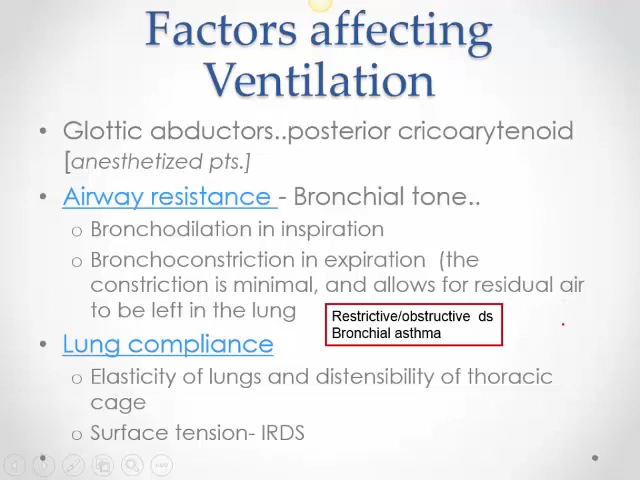 Factors affecting
Ventilation
• Glottic abductors..posterior cricoarytenoid
[anesthetized pts.]
• Airway resistance - Bronchial tone..
o Bronchodilation in inspiration
o Bronchoconstriction in expiration (the
constriction is minimal, and allows for residual air
to be left in the lung
Restrictive/obstructive ds
Bronchial asthma
• Lung compliance
o Elasticity of lungs and distensibility of thoracic
cage
o Surface tension- IRDS